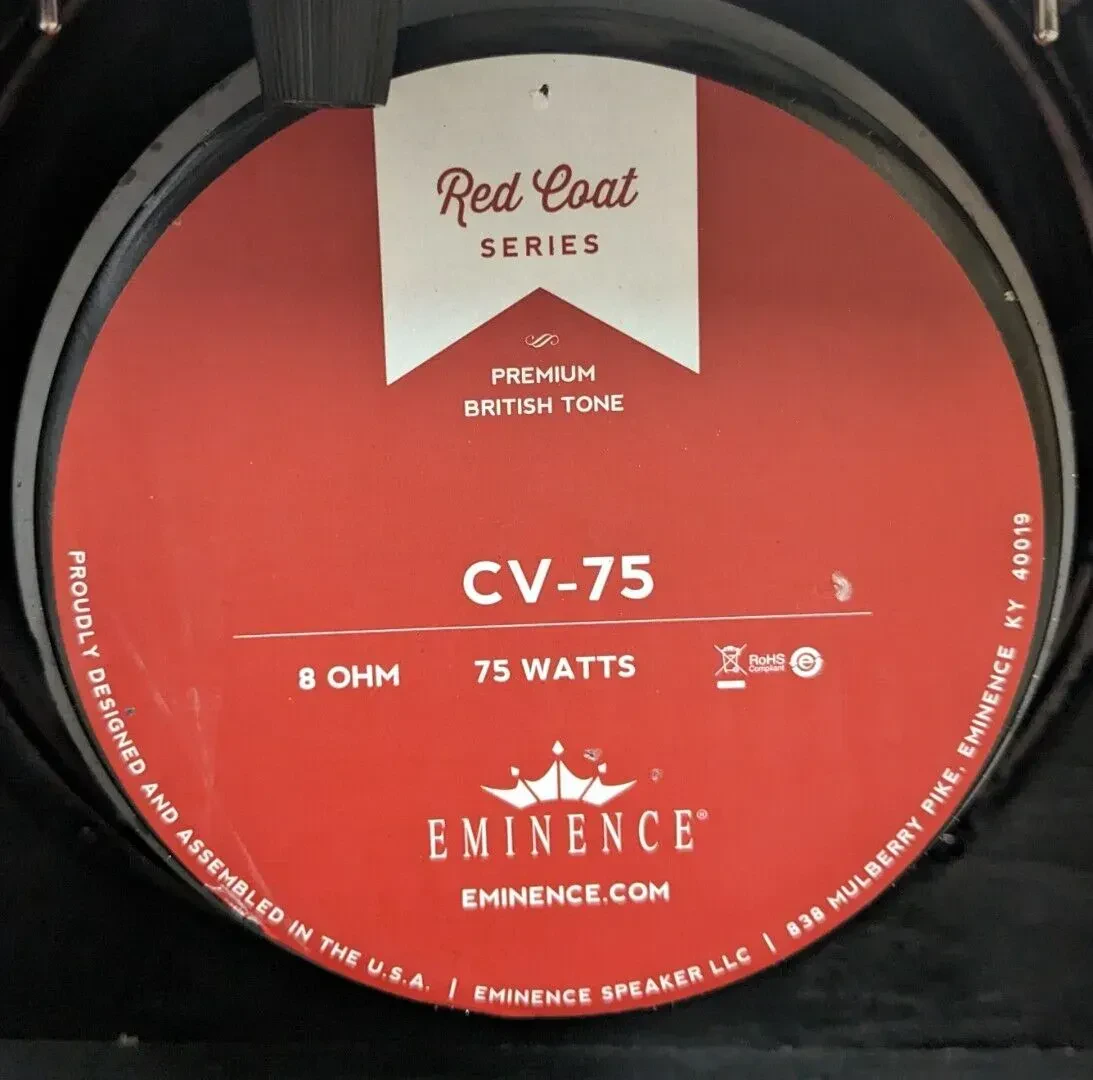 Red Coat
SERIES
PREMIUM
BRITISH TONE
CV-75
8 OHM 75 WATTS RoHS
Compliant e
EMINENCE®
EMINENCE.COM
PROUDLY DESIGNED AND ASSEMBLED IN THE U.S.A. | EMINENCE SPEAKER LLC | 838 MULBERRY PIKE, EMINENCE KY 40019